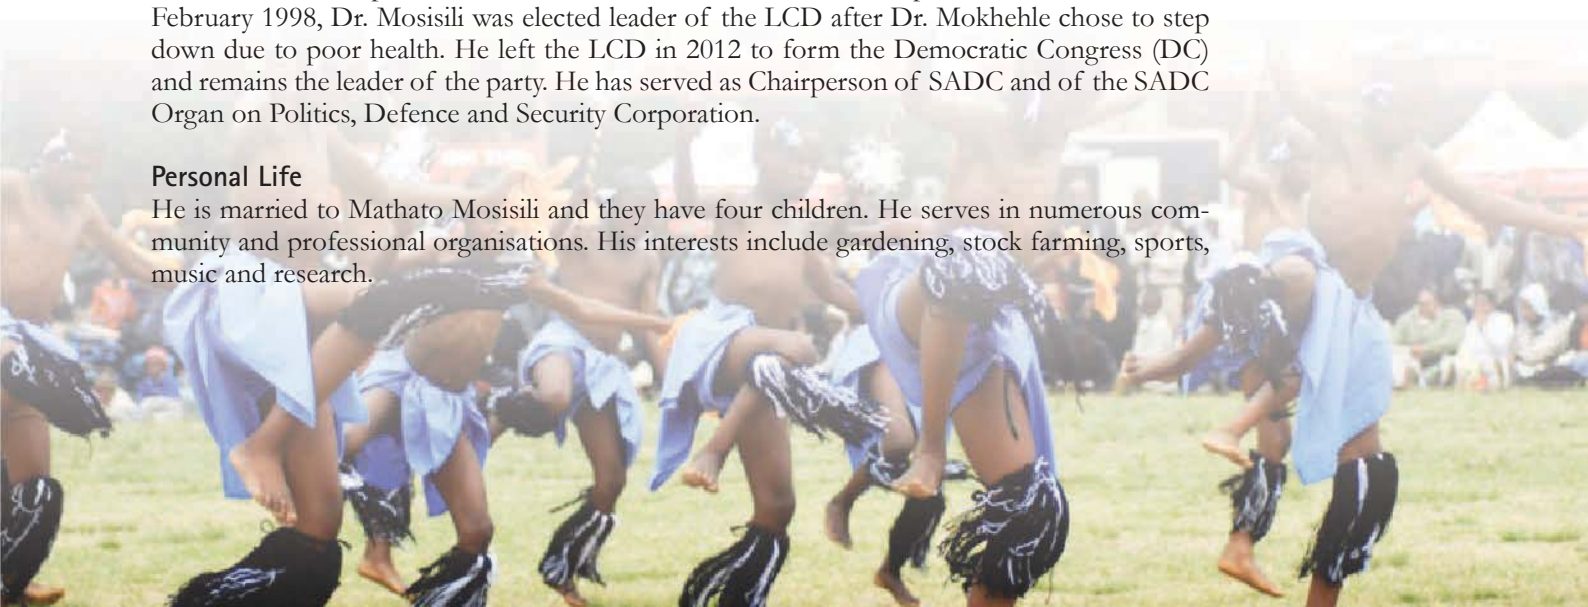 February 1998, Dr. Mosisili was elected leader of the LCD after Dr. Mokhehle chose to step
down due to poor health. He left the LCD in 2012 to form the Democratic Congress (DC)
and remains the leader of the party. He has served as Chairperson of SADC and of the SADC
Organ on Politics, Defence and Security Corporation.
Personal Life
He is married to Mathato Mosisili and they have four children. He serves in numerous com-
munity and professional organisations. His interests include gardening, stock farming, sports,
music and research.